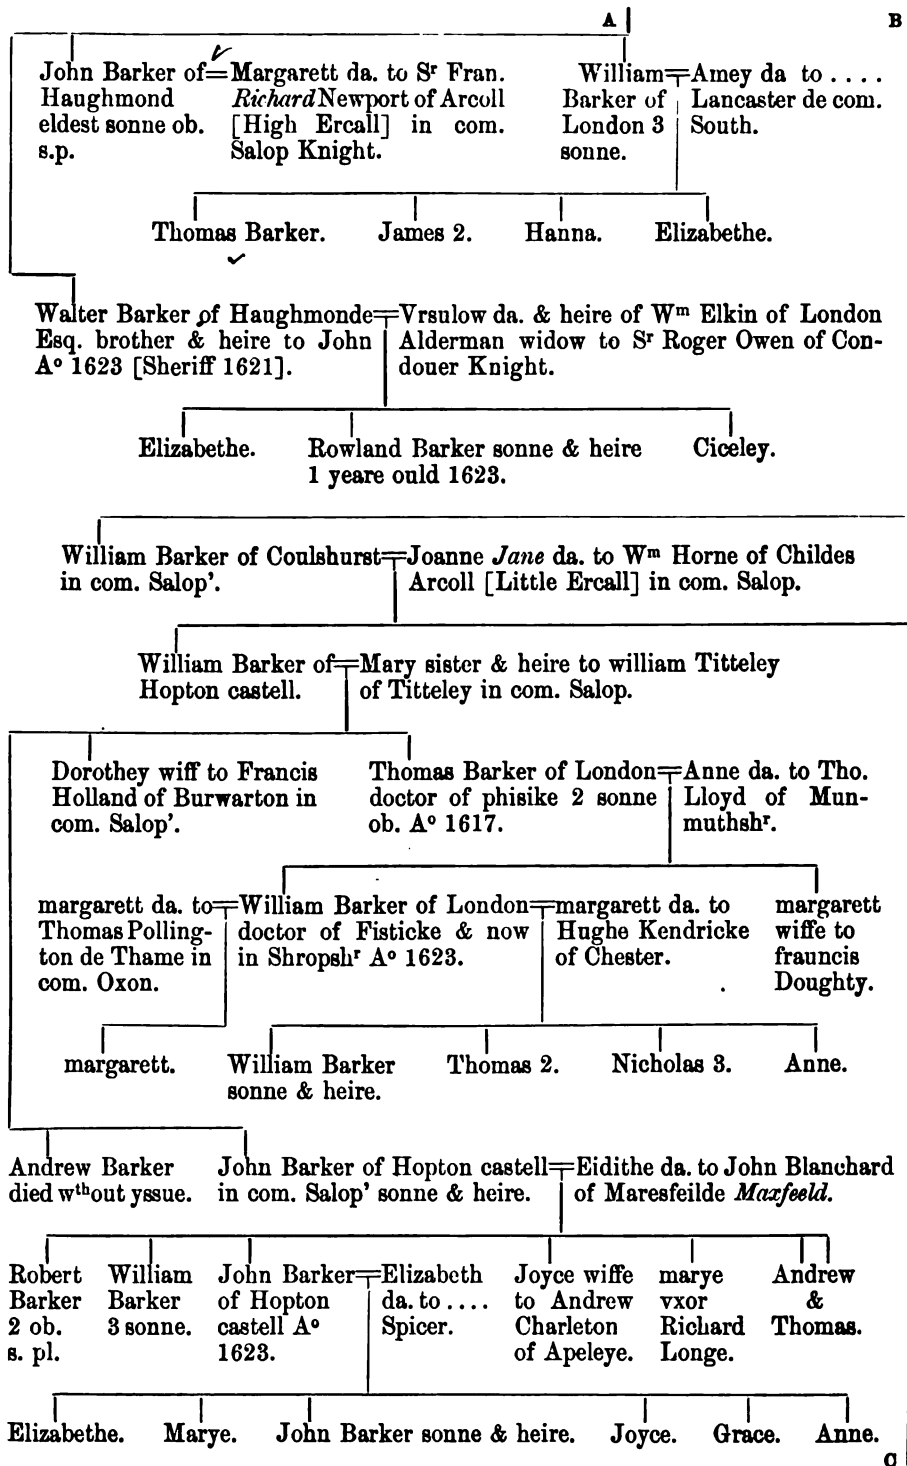 A B
John Barker of = Margarett da. to Sʳ Fran.
Haughmond
eldest sonne ob.
s.p.
Richard Newport of Arcoll
[High Ercall] in com.
Salop Knight.
William = Amey da to ....
Barker of
London 3
sonne.
Lancaster de com.
South.
Thomas Barker. James 2. Hanna. Elizabethe.
Walter Barker of Haughmonde = Vrsulow da. & heire of Wᵐ Elkin of London
Esq. brother & heire to John
Aº 1623 [Sheriff 1621].
Alderman widow to Sʳ Roger Owen of Con-
douer Knight.
Elizabethe.
Rowland Barker sonne & heire
1 yeare ould 1623.
Ciceley.
William Barker of Coulshurst = Joanne Jane da. to Wᵐ Horne of Childes
in com. Salop'.
Arcoll [Little Ercall] in com. Salop.
William Barker of = Mary sister & heire to william Titteley
Hopton castell.
of Titteley in com. Salop.
Dorothey wiff to Francis
Holland of Burwarton in
com. Salop'.
Thomas Barker of London = Anne da. to Tho.
doctor of phisike 2 sonne
ob. Aº 1617.
Lloyd of Mun-
muthshʳ.
margarett da. to = William Barker of London = margarett da. to
Thomas Polling-
ton de Thame in
com. Oxon.
doctor of Fisticke & now
in Shropshʳ Aº 1623.
Hughe Kendricke
of Chester.
margarett
wiffe to
frauncis
Doughty.
margarett.
William Barker
sonne & heire.
Thomas 2. Nicholas 3. Anne.
Andrew Barker
died wᵗʰout yssue.
John Barker of Hopton castell = Eidithe da. to John Blanchard
in com. Salop' sonne & heire.
of Maresfeilde Maxfeeld.
Robert
Barker
2 ob.
s. pl.
William
Barker
3 sonne.
John Barker = Elizabeth
of Hopton
castell Aº
1623.
da. to ....
Spicer.
Joyce wiffe
to Andrew
Charleton
of Apeleye.
marye
vxor
Richard
Longe.
Andrew
&
Thomas.
Elizabethe. Marye. John Barker sonne & heire. Joyce. Grace. Anne.
C